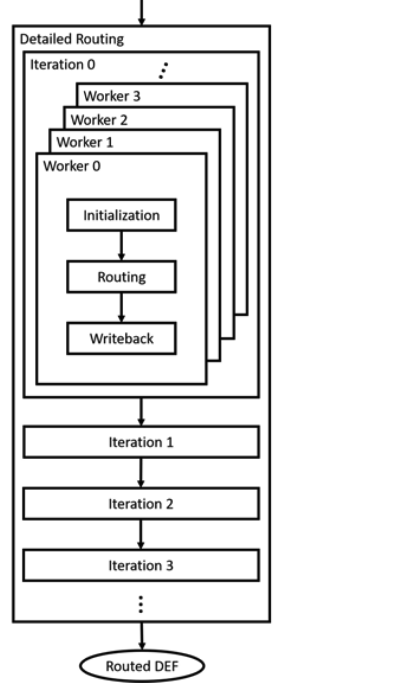 Detailed Routing
Iteration 0
Worker 3
Worker 2
Worker 1
Worker 0
Initialization
Routing
Writeback
Iteration 1
Iteration 2
Iteration 3
Routed DEF